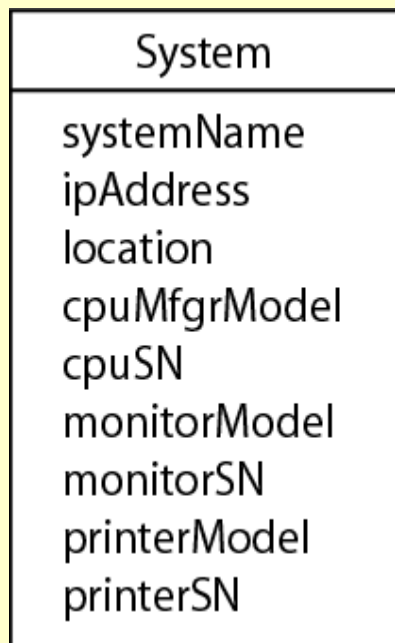 System
systemName
ipAddress
location
cpuMfgrModel
cpuSN
monitorModel
monitorSN
printerModel
printerSN